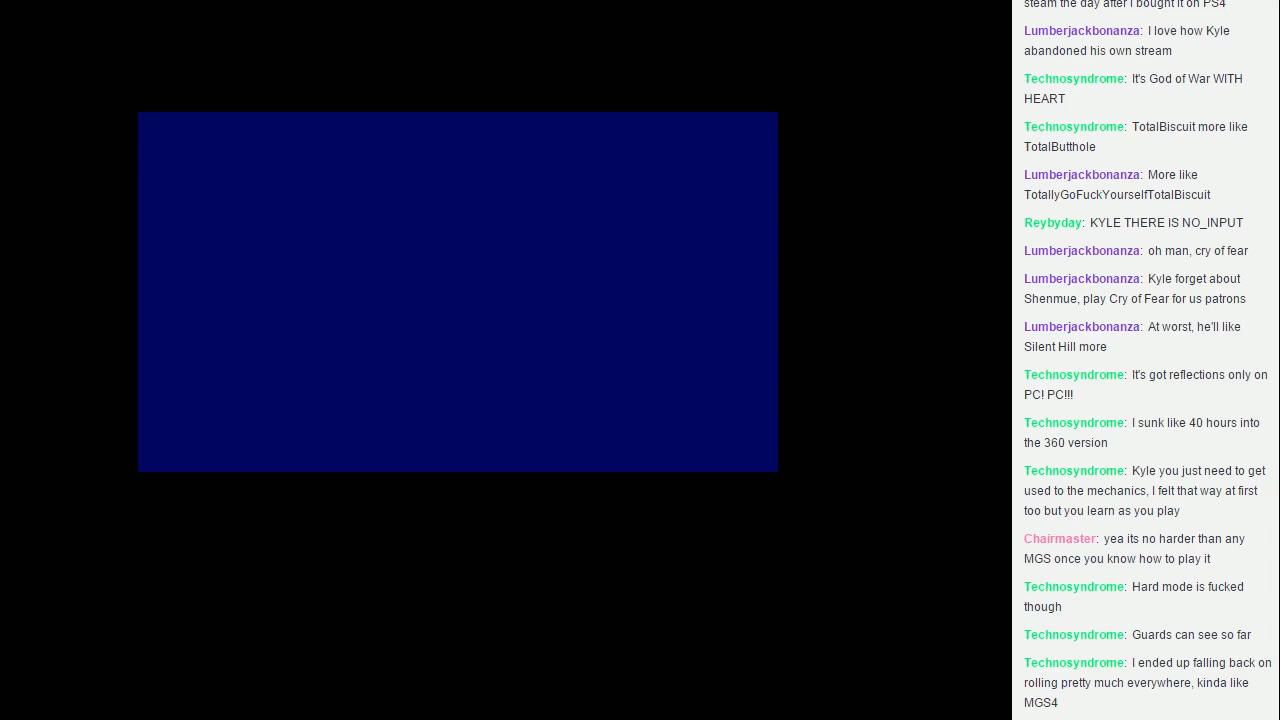 steam the day after I bought it on PS4
Lumberjackbonanza: I love how Kyle
abandoned his own stream
Technosyndrome: It's God of War WITH
HEART
Technosyndrome: TotalBiscuit more like
TotalButthole
Lumberjackbonanza: More like
TotallyGoFuckYourselfTotalBiscuit
Reybyday: KYLE THERE IS NO_INPUT
Lumberjackbonanza: oh man, cry of fear
Lumberjackbonanza: Kyle forget about
Shenmue, play Cry of Fear for us patrons
Lumberjackbonanza: At worst, he'll like
Silent Hill more
Technosyndrome: It's got reflections only on
PC! PC!!!
Technosyndrome: I sunk like 40 hours into
the 360 version
Technosyndrome: Kyle you just need to get
used to the mechanics, I felt that way at first
too but you learn as you play
Chairmaster: yea its no harder than any
MGS once you know how to play it
Technosyndrome: Hard mode is fucked
though
Technosyndrome: Guards can see so far
Technosyndrome: I ended up falling back on
rolling pretty much everywhere, kinda like
MGS4